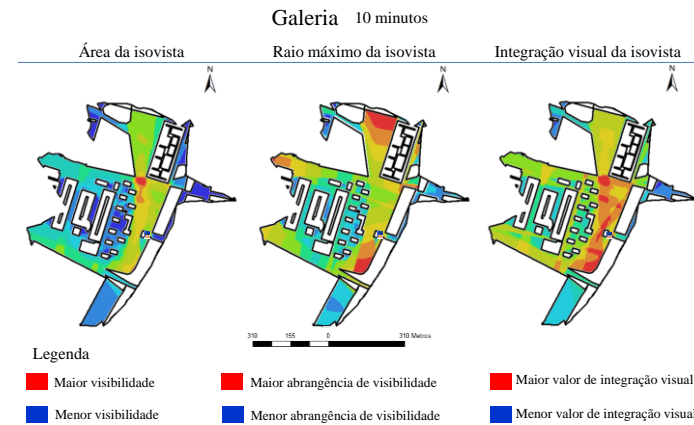 Galeria 10 minutos
Área da isovista Raio máximo da isovista Integração visual da isovista
N N N
310 155 0 310 Metros
Legenda
Maior visibilidade Maior abrangência de visibilidade Maior valor de integração visual
Menor visibilidade Menor abrangência de visibilidade Menor valor de integração visual